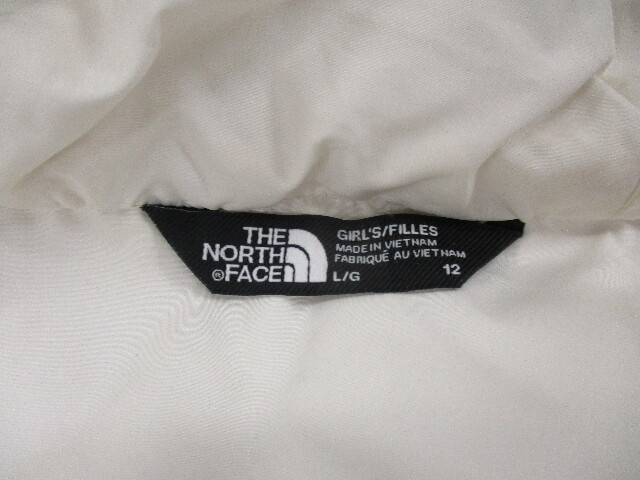 THE
NORTH
®FACE
GIRL'S/FILLES
MADE IN VIETNAM
FABRIQUÉ AU VIETNAM
L/G 12